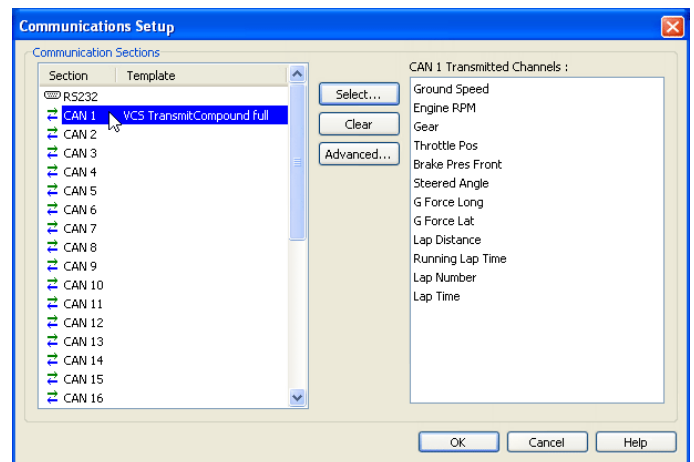 Communications Setup
Communication Sections
Section Template
RS232
CAN 1 VCS TransmitCompound full
CAN 2
CAN 3
CAN 4
CAN 5
CAN 6
CAN 7
CAN 8
CAN 9
CAN 10
CAN 11
CAN 12
CAN 13
CAN 14
CAN 15
CAN 16
Select...
Clear
Advanced...
CAN 1 Transmitted Channels :
Ground Speed
Engine RPM
Gear
Throttle Pos
Brake Pres Front
Steered Angle
G Force Long
G Force Lat
Lap Distance
Running Lap Time
Lap Number
Lap Time
OK Cancel Help